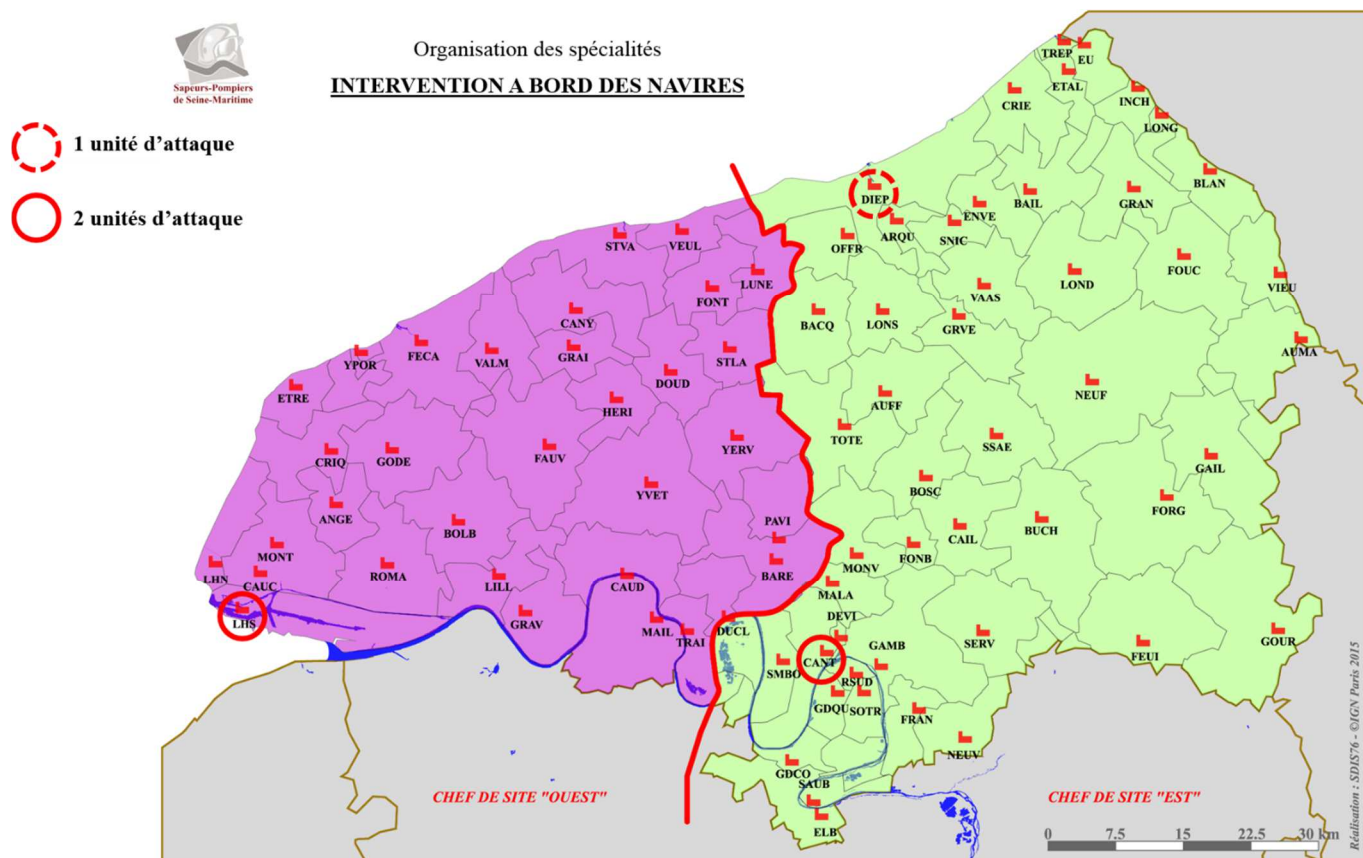 Organisation des spécialités
INTERVENTION A BORD DES NAVIRES
Sapeurs-Pompiers
de Seine-Maritime
1 unité d'attaque
2 unités d'attaque
TREP
EU
ETAL
CRIE
INCH
LONG
BLAN
DIEP
ENVE
BAIL
GRAN
ARQU
SNIC
OFFR
STVA
VEUL
LUNE
FONT
FOUC
LOND
VIEU
VAAS
CANY
BACQ
LONS
GRVE
FECA
YPOR
VALM
GRAI
STLA
AUMA
DOUD
ETRE
NEUF
HERI
AUFF
TOTE
YERV
CRIQ
GODE
FAUV
SSAE
GAIL
YVET
BOSC
ANGE
FORG
BOLB
PAVI
CAIL
BUCH
MONT
FONB
MONV
LHN
CAUC
ROMA
LILL
CAUD
BARE
MALA
LHS
GRAV
MAIL
TRAI
DUCL
DEVI
SERV
FEUI
GOUR
CANT
GAMB
SMBO
RSUD
GDQU
SOTR
FRAN
NEUV
GDCO
SAUB
ELB
CHEF DE SITE "OUEST"
CHEF DE SITE "EST"
0 7.5 15 22.5 30 km
Réalisation : SDIS76 - ©IGN Paris 2015